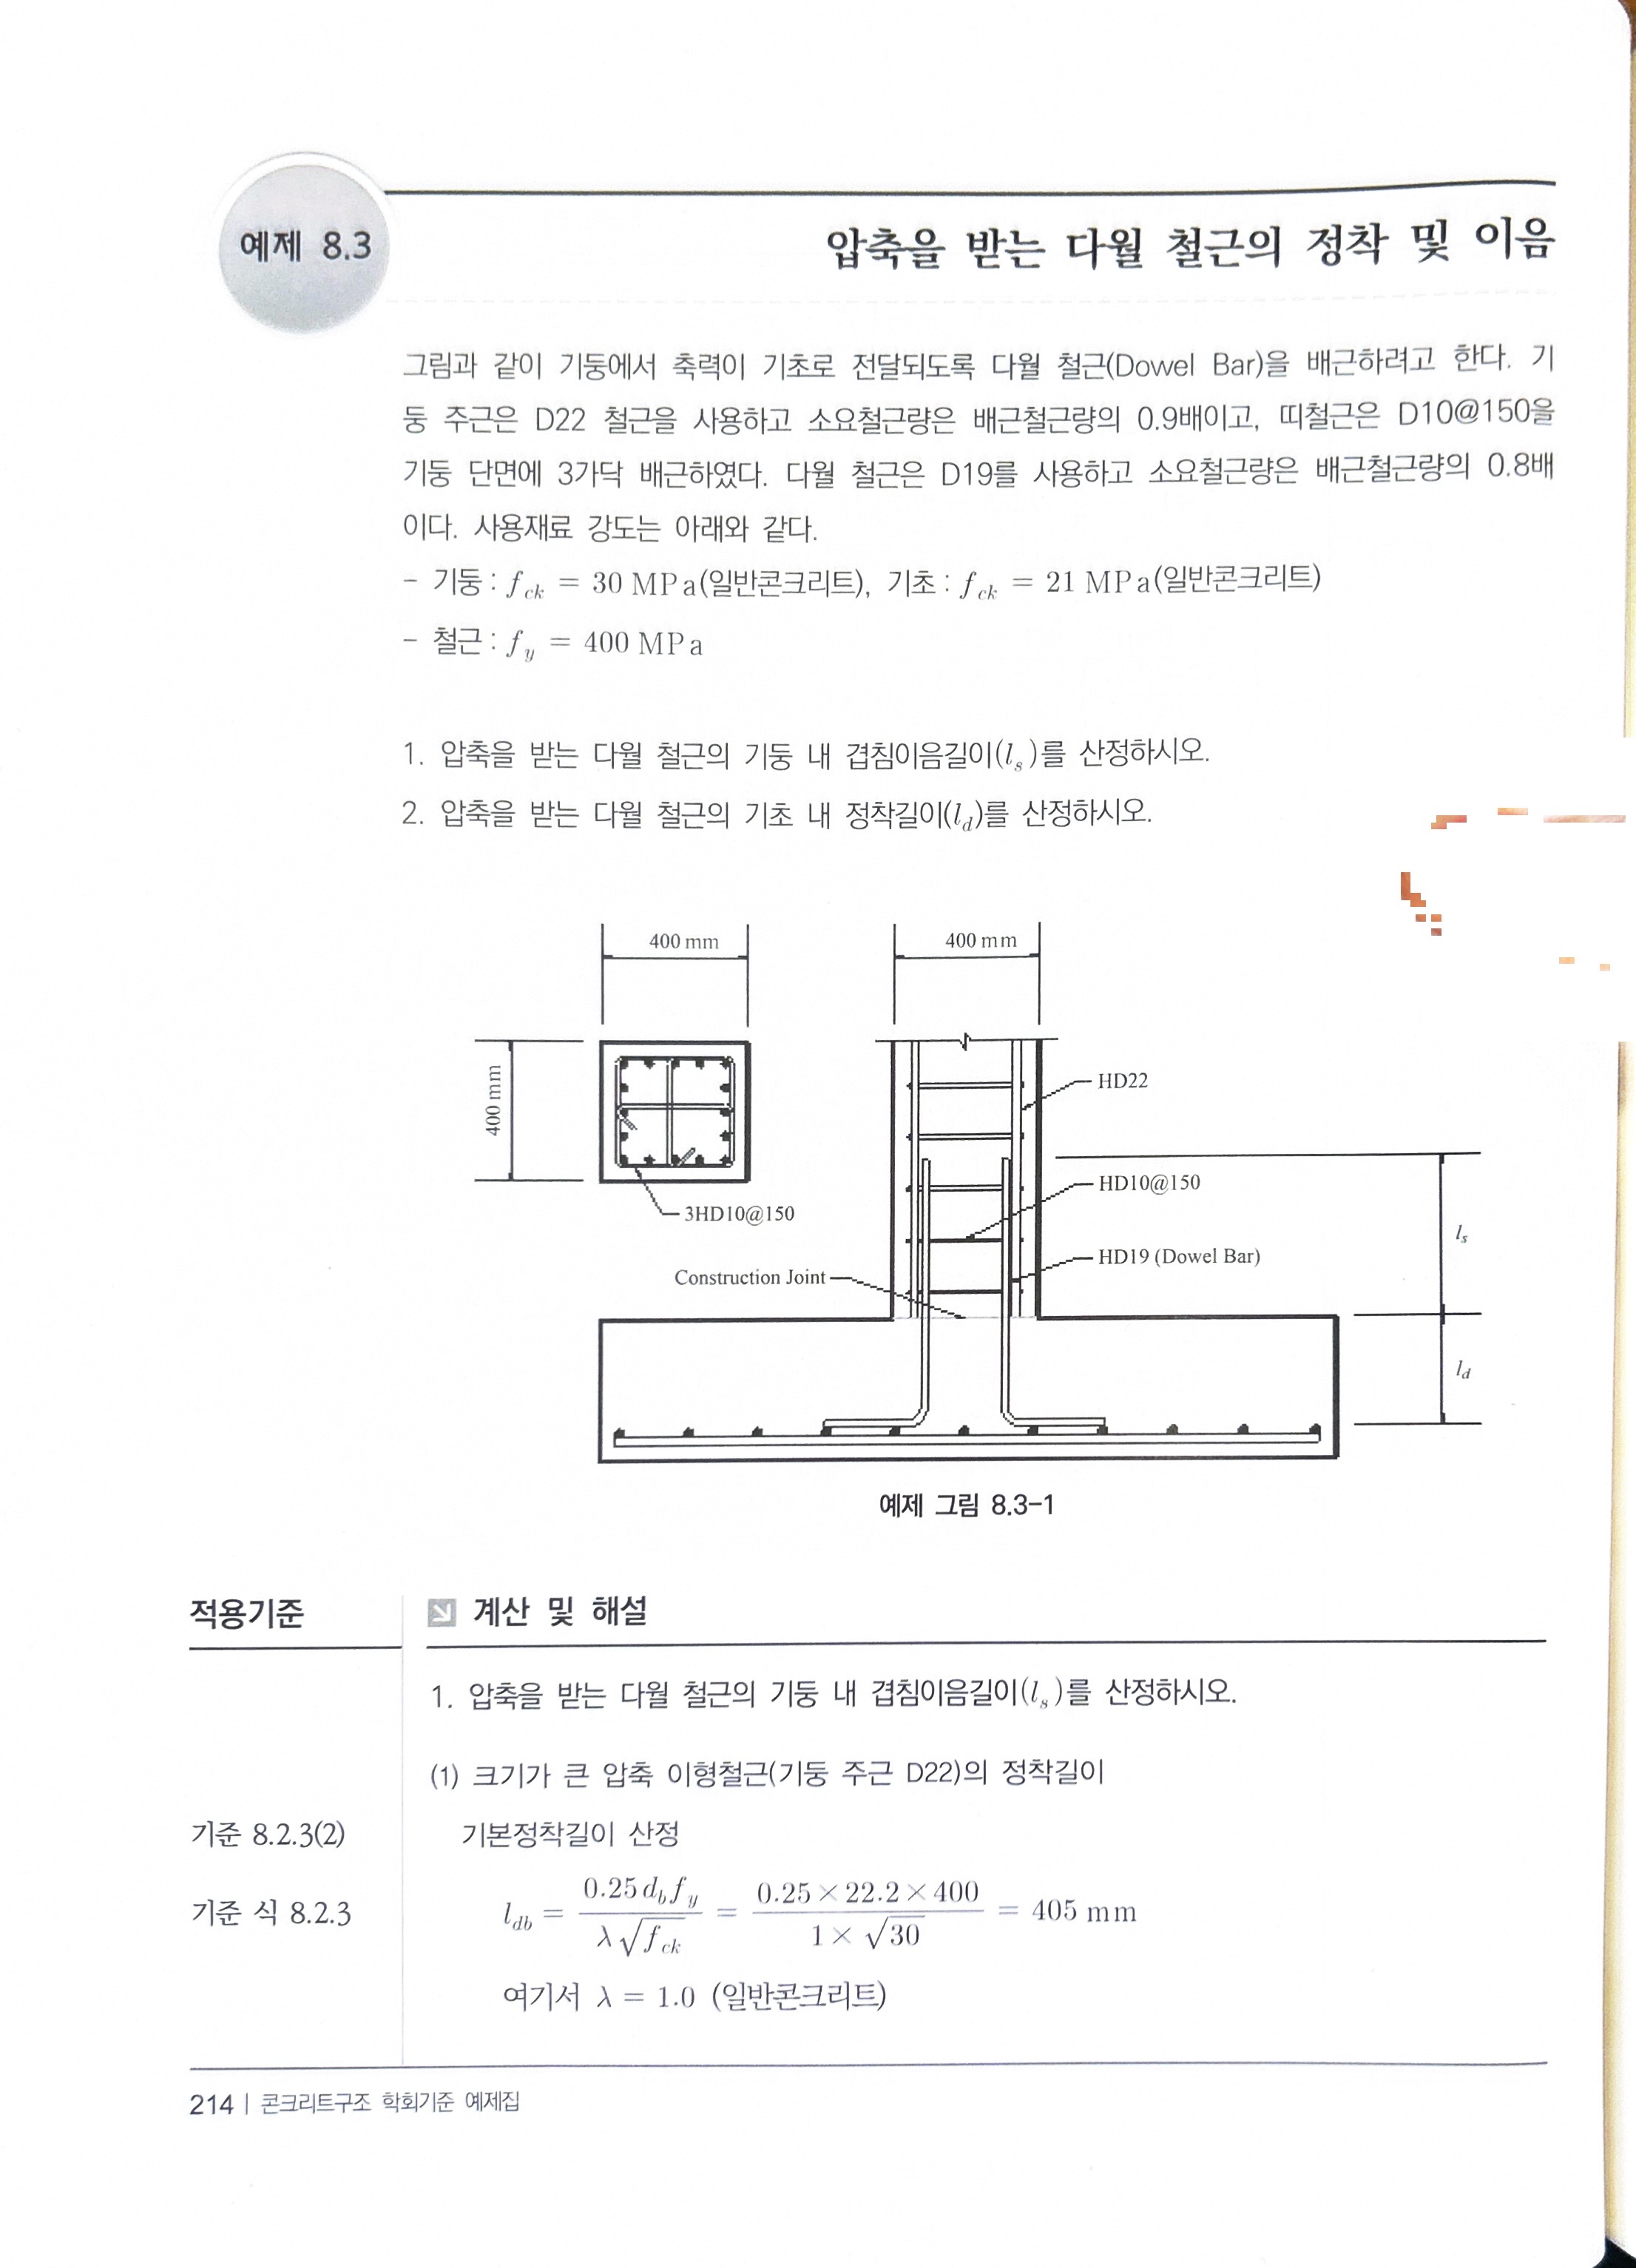 예제 8.3
압축을 받는 다월 철근의 정착 및 이음
그림과 같이 기둥에서 축력이 기초로 전달되도록 다월 철근(Dowel Bar)을 배근하려고 한다. 기
둥 주근은 D22 철근을 사용하고 소요철근량은 배근철근량의 0.9배이고, 띠철근은 D10@150을
기둥 단면에 3가닥 배근하였다. 다월 철근은 D19를 사용하고 소요철근량은 배근철근량의 0.8배
이다. 사용재료 강도는 아래와 같다.
- 기둥 : f_ck = 30 MPa(일반콘크리트), 기초 : f_ck = 21 MPa(일반콘크리트)
- 철근 : f_y = 400 MPa
1. 압축을 받는 다월 철근의 기둥 내 겹침이음길이(l_s)를 산정하시오.
2. 압축을 받는 다월 철근의 기초 내 정착길이(l_d)를 산정하시오.
400 mm
400 mm
400 mm
HD22
HD10@150
3HD10@150
l_s
HD19 (Dowel Bar)
Construction Joint
l_d
예제 그림 8.3-1
적용기준
계산 및 해설
1. 압축을 받는 다월 철근의 기둥 내 겹침이음길이(l_s)를 산정하시오.
(1) 크기가 큰 압축 이형철근(기둥 주근 D22)의 정착길이
기준 8.2.3(2)
기본정착길이 산정
기준 식 8.2.3
l_db = 0.25 d_b f_y / λ√f_ck = 0.25 × 22.2 × 400 / 1 × √30 = 405 mm
여기서 λ = 1.0 (일반콘크리트)
214 | 콘크리트구조 학회기준 예제집